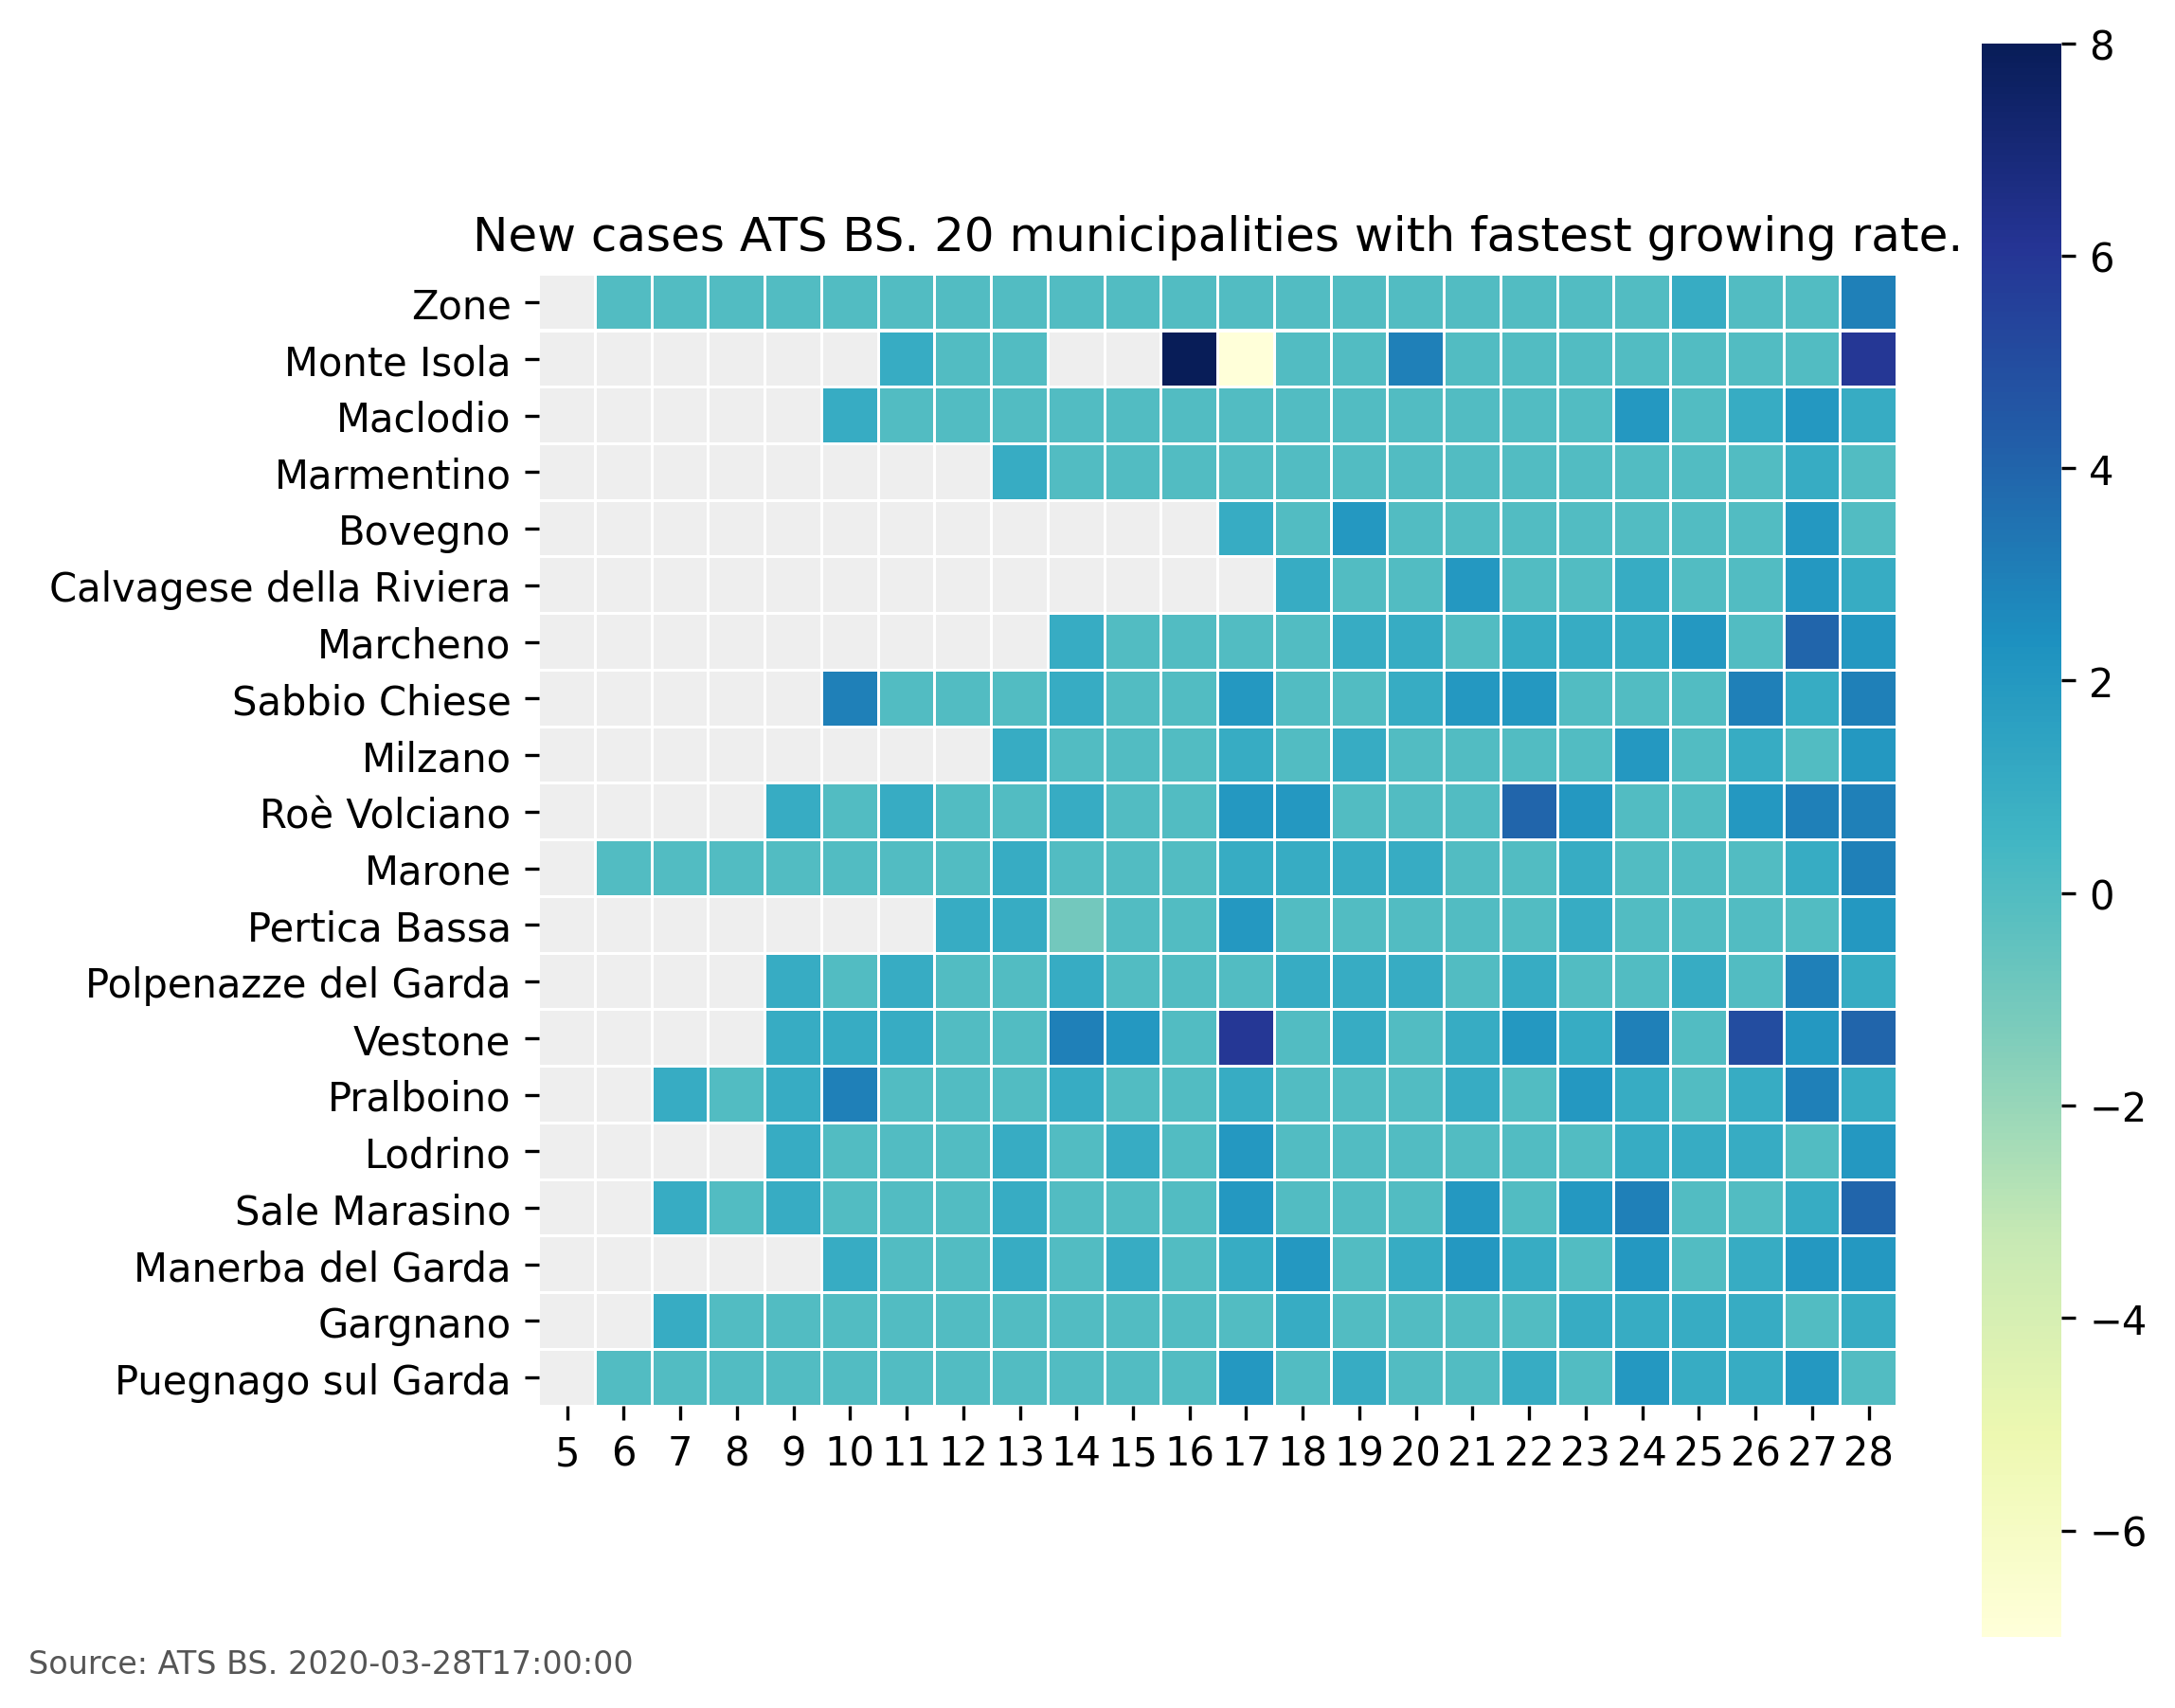 New cases ATS BS. 20 municipalities with fastest growing rate.
Zone
Monte Isola
Maclodio
Marmentino
Bovegno
Calvagese della Riviera
Marcheno
Sabbio Chiese
Milzano
Roè Volciano
Marone
Pertica Bassa
Polpenazze del Garda
Vestone
Pralboino
Lodrino
Sale Marasino
Manerba del Garda
Gargnano
Puegnago sul Garda
5 6 7 8 9 10 11 12 13 14 15 16 17 18 19 20 21 22 23 24 25 26 27 28
8
6
4
2
0
−2
−4
−6
Source: ATS BS. 2020-03-28T17:00:00